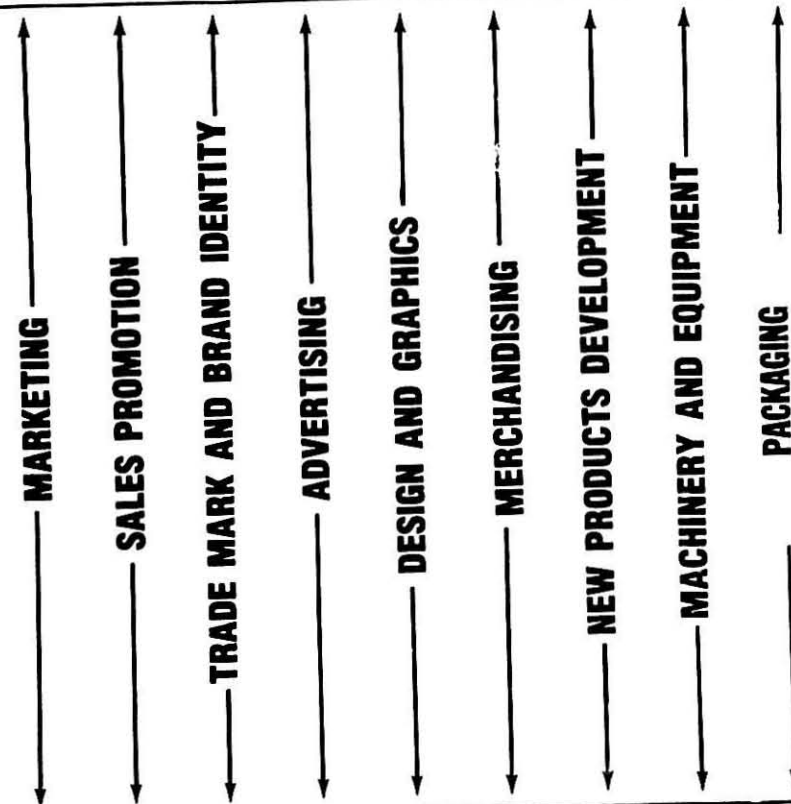 MARKETING
SALES PROMOTION
TRADE MARK AND BRAND IDENTITY
ADVERTISING
DESIGN AND GRAPHICS
MERCHANDISING
NEW PRODUCTS DEVELOPMENT
MACHINERY AND EQUIPMENT
PACKAGING